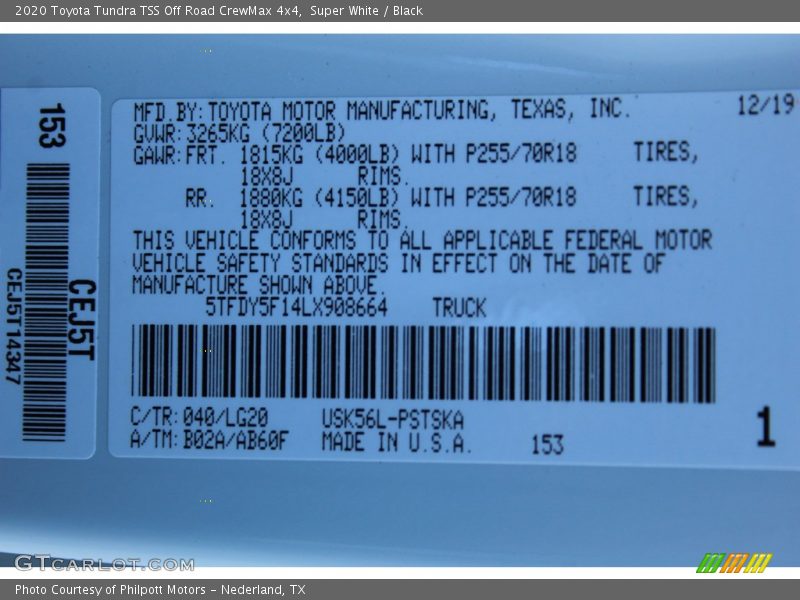 2020 Toyota Tundra TSS Off Road CrewMax 4x4, Super White / Black
153
CEJ5T
CEJ5T14347
MFD.BY:TOYOTA MOTOR MANUFACTURING, TEXAS, INC. 12/19
GVWR:3265KG (7200LB)
GAWR:FRT. 1815KG (4000LB) WITH P255/70R18 TIRES,
18X8J RIMS.
RR. 1880KG (4150LB) WITH P255/70R18 TIRES,
18X8J RIMS.
THIS VEHICLE CONFORMS TO ALL APPLICABLE FEDERAL MOTOR
VEHICLE SAFETY STANDARDS IN EFFECT ON THE DATE OF
MANUFACTURE SHOWN ABOVE.
5TFDY5F14LX908664 TRUCK
C/TR:040/LG20 USK56L-PSTSKA
A/TM:B02A/AB60F MADE IN U.S.A. 153
1
GTCARLOT.COM
Photo Courtesy of Philpott Motors - Nederland, TX